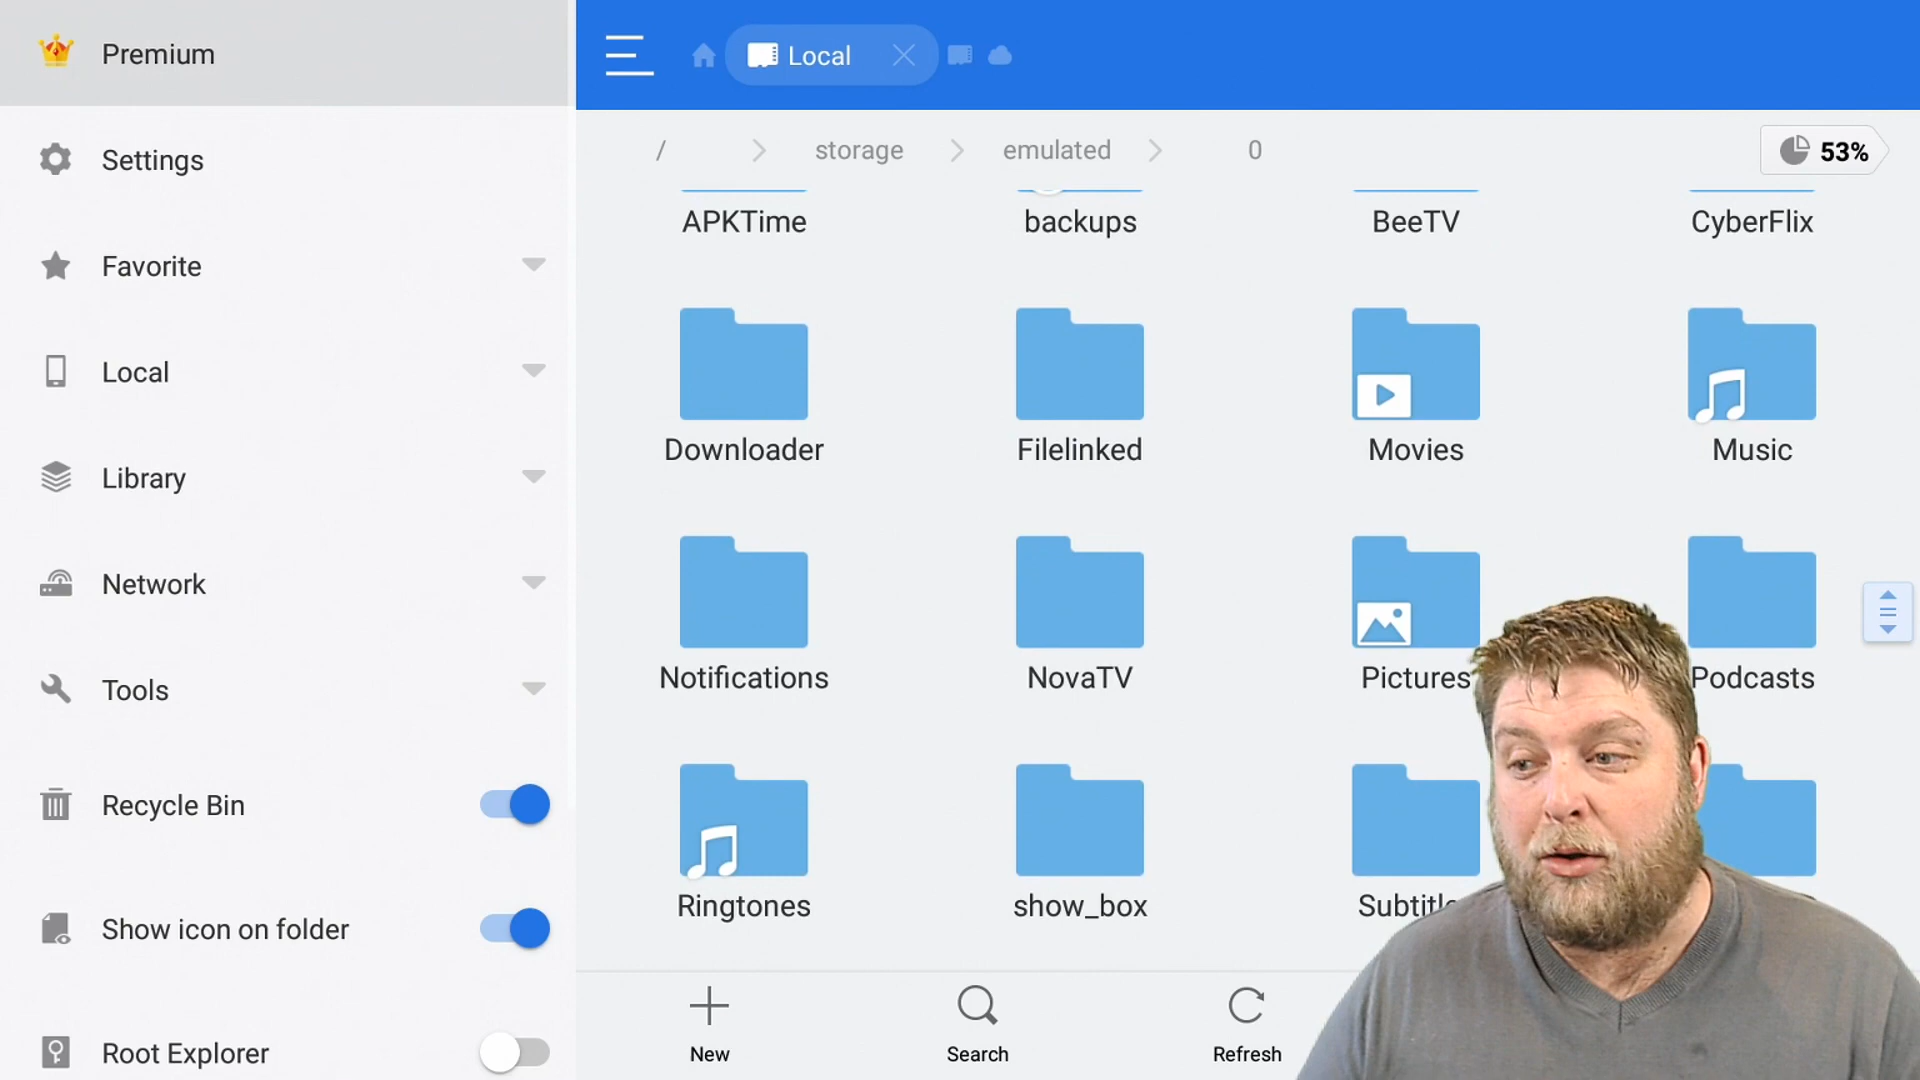 Premium
Settings
Favorite
Local
Library
Network
Tools
Recycle Bin
Show icon on folder
Root Explorer
Local
/ storage emulated 0
53%
APKTime backups BeeTV CyberFlix
Downloader Filelinked Movies Music
Notifications NovaTV Pictures Podcasts
Ringtones show_box
New Search Refresh